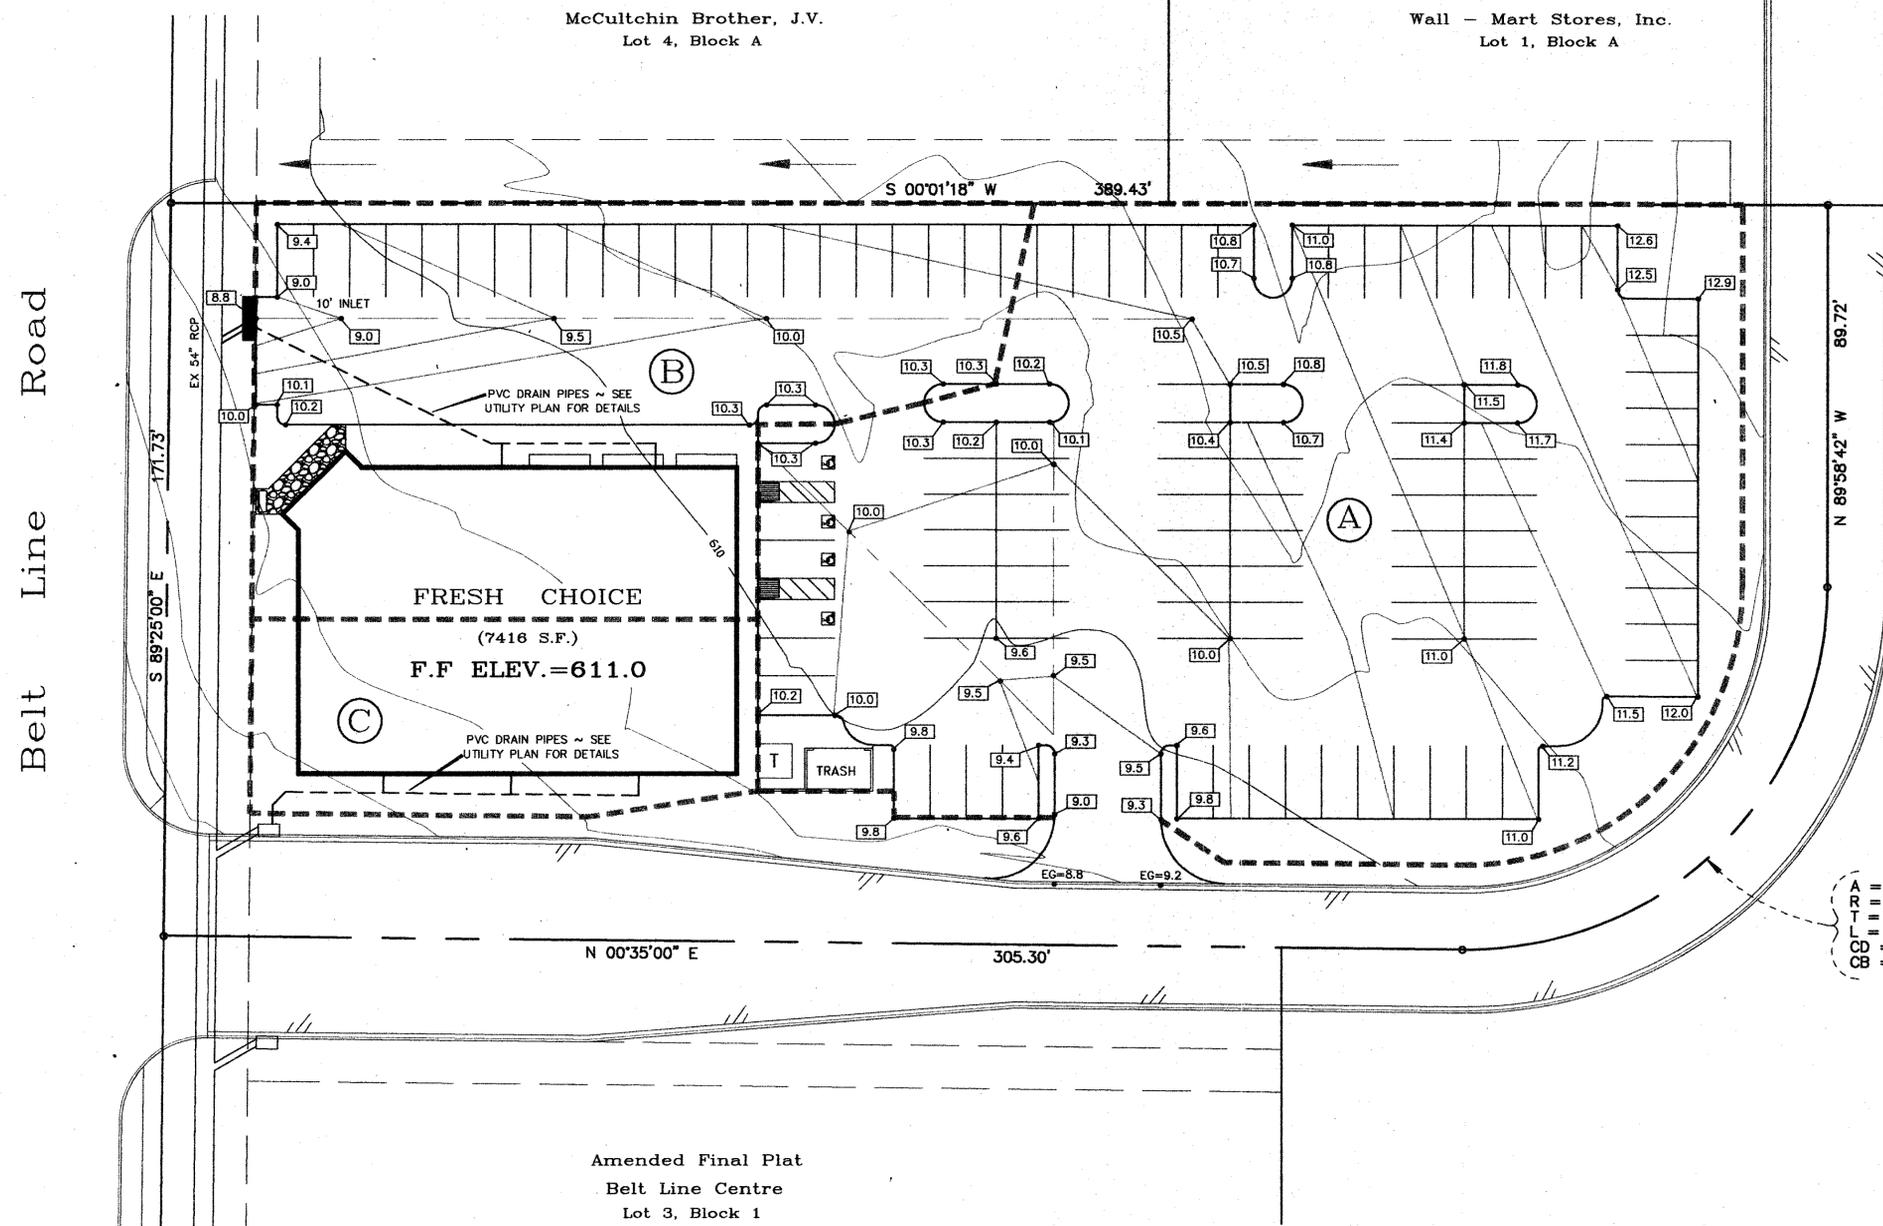 McCultchin Brother, J.V.
Lot 4, Block A
Wall – Mart Stores, Inc.
Lot 1, Block A
S 00°01'18" W 389.43'
9.4
10.8
11.0
12.6
9.0
10.7
10.8
12.5
12.9
8.8
10' INLET
9.0
9.5
10.0
10.5
EX 54" RCP
Belt Line Road
B
10.3
10.3
10.2
10.5
10.8
11.8
11.5
10.1
10.0
10.2
PVC DRAIN PIPES ~ SEE
UTILITY PLAN FOR DETAILS
10.3
10.3
10.3
10.3
10.2
10.1
10.0
10.4
10.7
11.4
11.7
89.72'
N 89°58'42" W
171.73'
S 89°25'00" E
10.0
A
610
FRESH CHOICE
(7416 S.F.)
F.F ELEV.=611.0
9.6
9.5
9.5
10.0
11.0
C
10.2
10.0
11.5
12.0
PVC DRAIN PIPES ~ SEE
UTILITY PLAN FOR DETAILS
9.8
9.4
9.3
9.6
9.5
11.2
T
TRASH
9.0
9.3
9.8
9.8
9.6
11.0
EG=8.8
EG=9.2
A =
R =
T =
L =
CD =
CB =
N 00°35'00" E
305.30'
Amended Final Plat
Belt Line Centre
Lot 3, Block 1